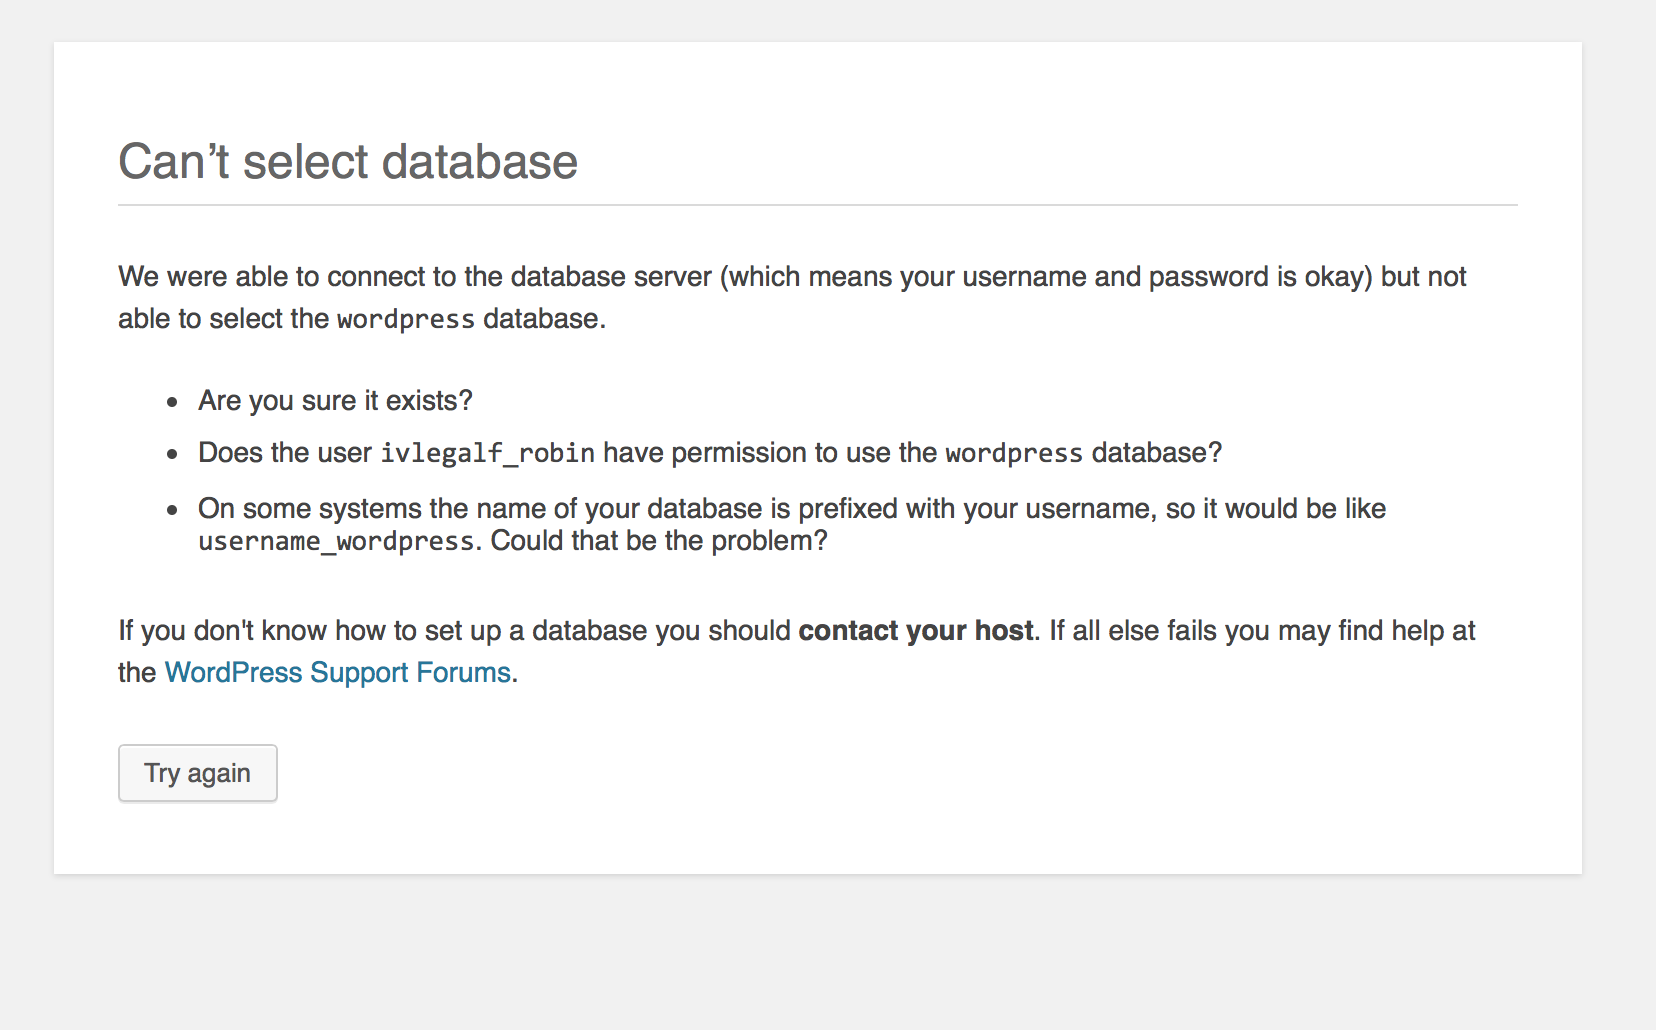 Can’t select database
We were able to connect to the database server (which means your username and password is okay) but not
able to select the wordpress database.
• Are you sure it exists?
• Does the user ivlegalf_robin have permission to use the wordpress database?
• On some systems the name of your database is prefixed with your username, so it would be like
username_wordpress. Could that be the problem?
If you don't know how to set up a database you should contact your host. If all else fails you may find help at
the WordPress Support Forums.
Try again